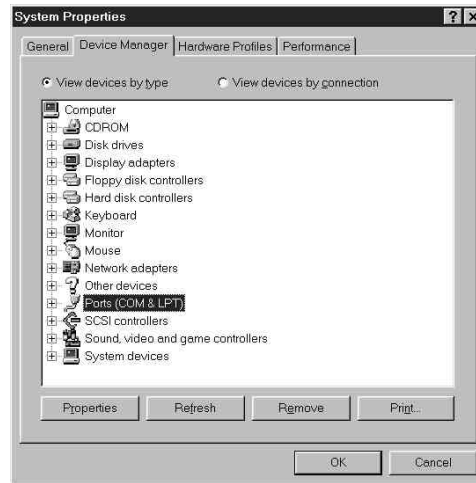 System Properties
General Device Manager Hardware Profiles Performance
View devices by type View devices by connection
Computer
CDROM
Disk drives
Display adapters
Floppy disk controllers
Hard disk controllers
Keyboard
Monitor
Mouse
Network adapters
Other devices
Ports (COM & LPT)
SCSI controllers
Sound, video and game controllers
System devices
Properties Refresh Remove Print...
OK Cancel